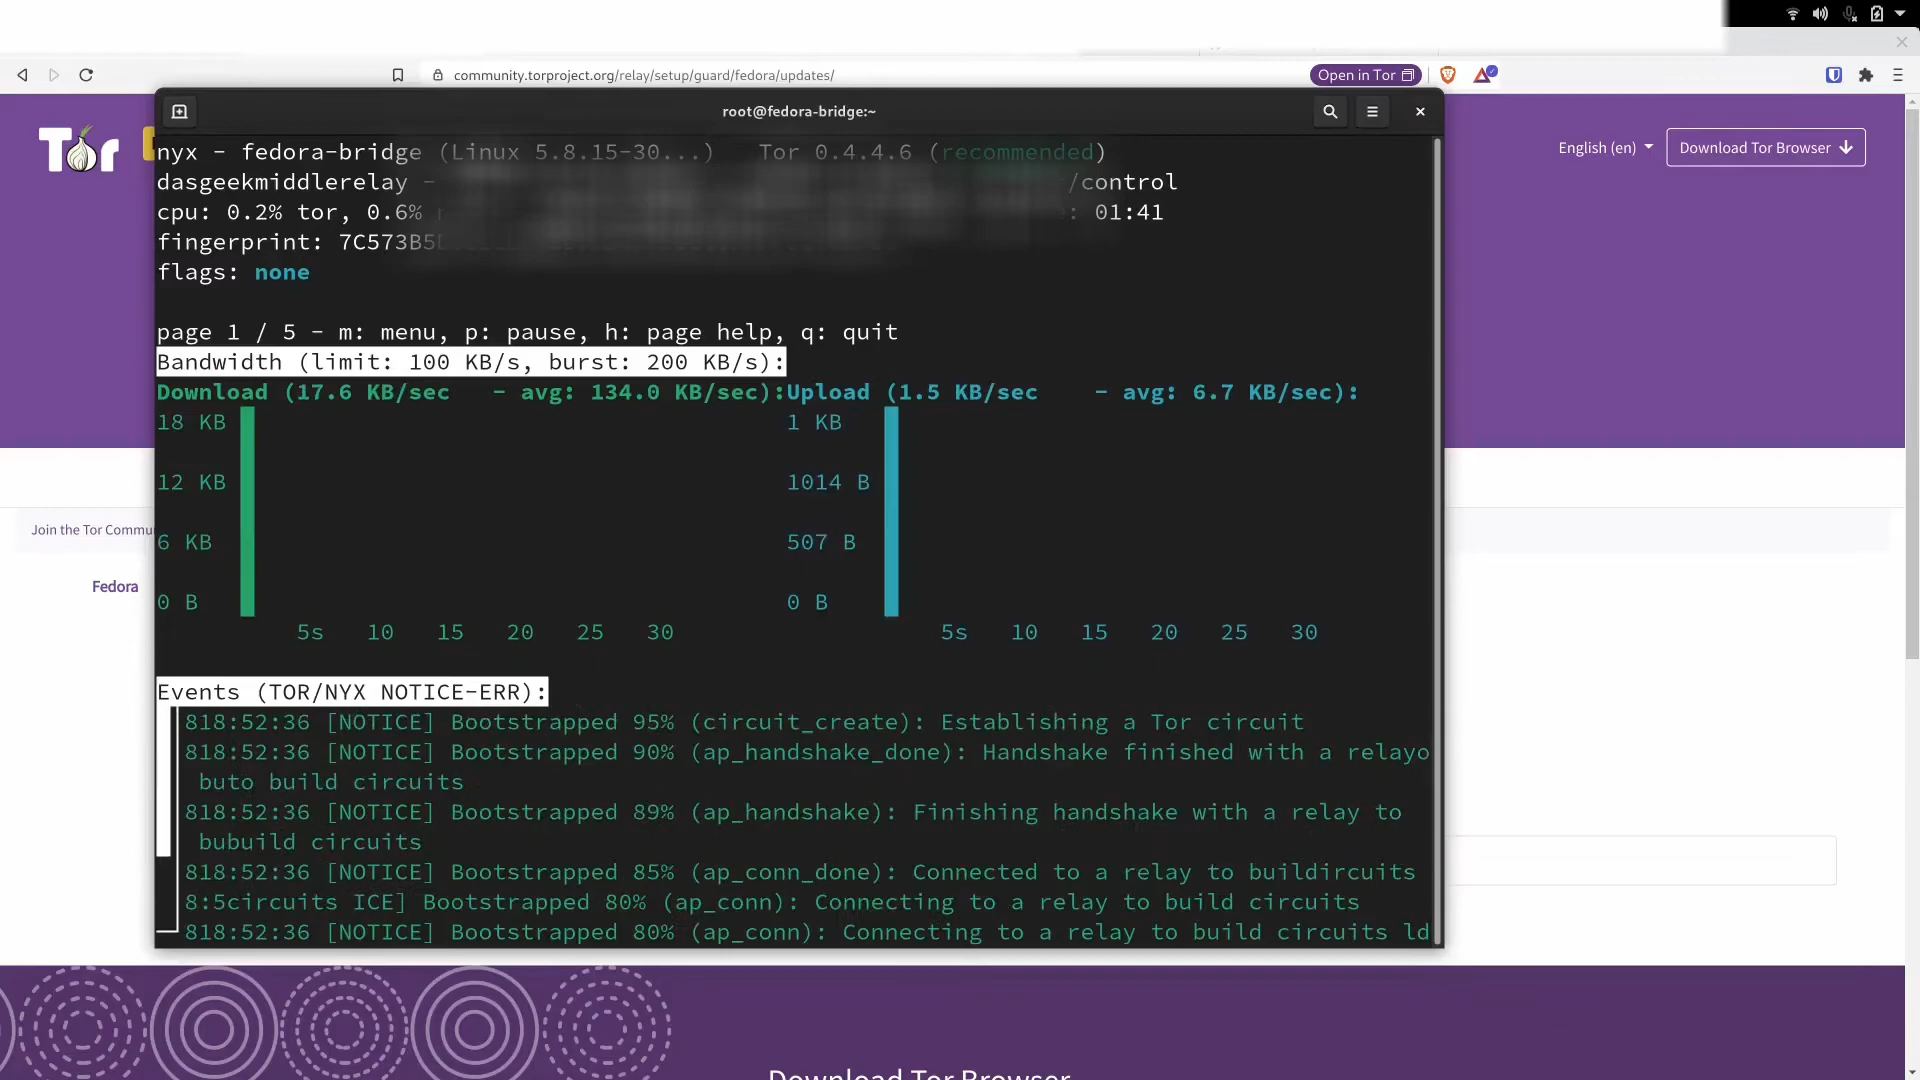 community.torproject.org/relay/setup/guard/fedora/updates/
Open in Tor
root@fedora-bridge:~
Tor
English (en)
Download Tor Browser
nyx - fedora-bridge (Linux 5.8.15-30...)   Tor 0.4.4.6 (recommended)
dasgeekmiddlerelay - /control
cpu: 0.2% tor, 0.6% : 01:41
fingerprint: 7C573B5
flags: none
page 1 / 5 - m: menu, p: pause, h: page help, q: quit
Bandwidth (limit: 100 KB/s, burst: 200 KB/s):
Download (17.6 KB/sec   - avg: 134.0 KB/sec):Upload (1.5 KB/sec    - avg: 6.7 KB/sec):
18 KB 1 KB
12 KB 1014 B
6 KB 507 B
0 B 0 B
5s 10 15 20 25 30 5s 10 15 20 25 30
Join the Tor Commu
Fedora
Events (TOR/NYX NOTICE-ERR):
818:52:36 [NOTICE] Bootstrapped 95% (circuit_create): Establishing a Tor circuit
818:52:36 [NOTICE] Bootstrapped 90% (ap_handshake_done): Handshake finished with a relayo
buto build circuits
818:52:36 [NOTICE] Bootstrapped 89% (ap_handshake): Finishing handshake with a relay to
bubuild circuits
818:52:36 [NOTICE] Bootstrapped 85% (ap_conn_done): Connected to a relay to buildircuits
8:5circuits ICE] Bootstrapped 80% (ap_conn): Connecting to a relay to build circuits
818:52:36 [NOTICE] Bootstrapped 80% (ap_conn): Connecting to a relay to build circuits ld
Download Tor Browser